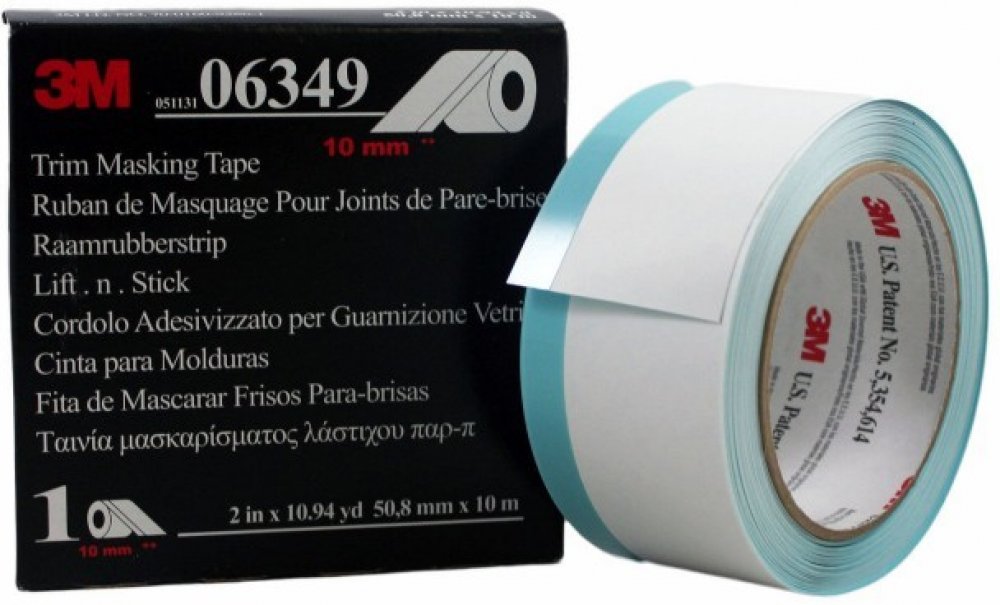 3M 051131 06349
10 mm **
Trim Masking Tape
Ruban de Masquage Pour Joints de Pare-brise
Raamrubberstrip
Lift . n . Stick
Cordolo Adesivizzato per Guarnizione Vetri
Cinta para Molduras
Fita de Mascarar Frisos Para-brisas
Ταινία μασκαρίσματος λάστιχου παρ-π
1
2 in x 10.94 yd 50,8 mm x 10 m
10 mm **
3M U.S. Patent No. 5,354,614
3M U.S. Patent
3M